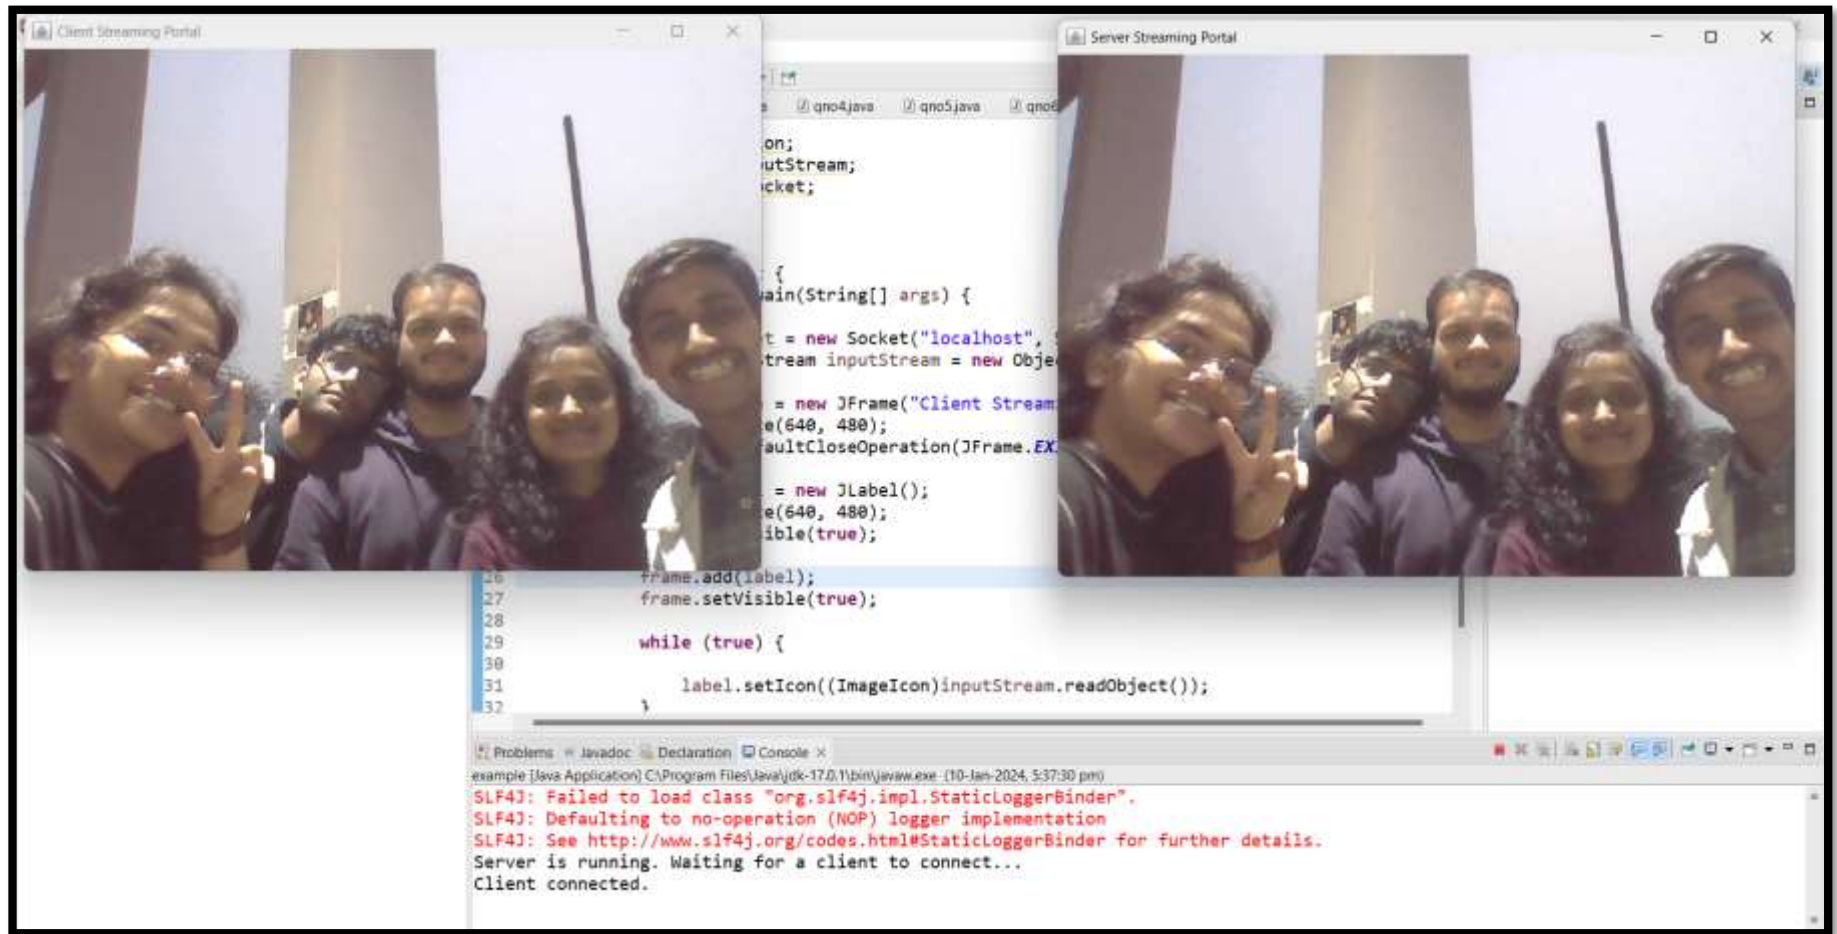 Client Streaming Portal
Server Streaming Portal
qno4.java qno5.java
on;
utStream;
ocket;
{
ain(String[] args) {
t = new Socket("localhost",
tream inputStream = new Obje
= new JFrame("Client Stream
e(640, 480);
aultCloseOperation(JFrame.EX
= new JLabel();
e(640, 480);
ible(true);
26 frame.add(label);
27 frame.setVisible(true);
28
29 while (true) {
30
31 label.setIcon((ImageIcon)inputStream.readObject());
32 }
Problems Javadoc Declaration Console
example [Java Application] C:\Program Files\Java\jdk-17.0.1\bin\javaw.exe (10-Jan-2024, 5:37:30 pm)
SLF4J: Failed to load class "org.slf4j.impl.StaticLoggerBinder".
SLF4J: Defaulting to no-operation (NOP) logger implementation
SLF4J: See http://www.slf4j.org/codes.html#StaticLoggerBinder for further details.
Server is running. Waiting for a client to connect...
Client connected.